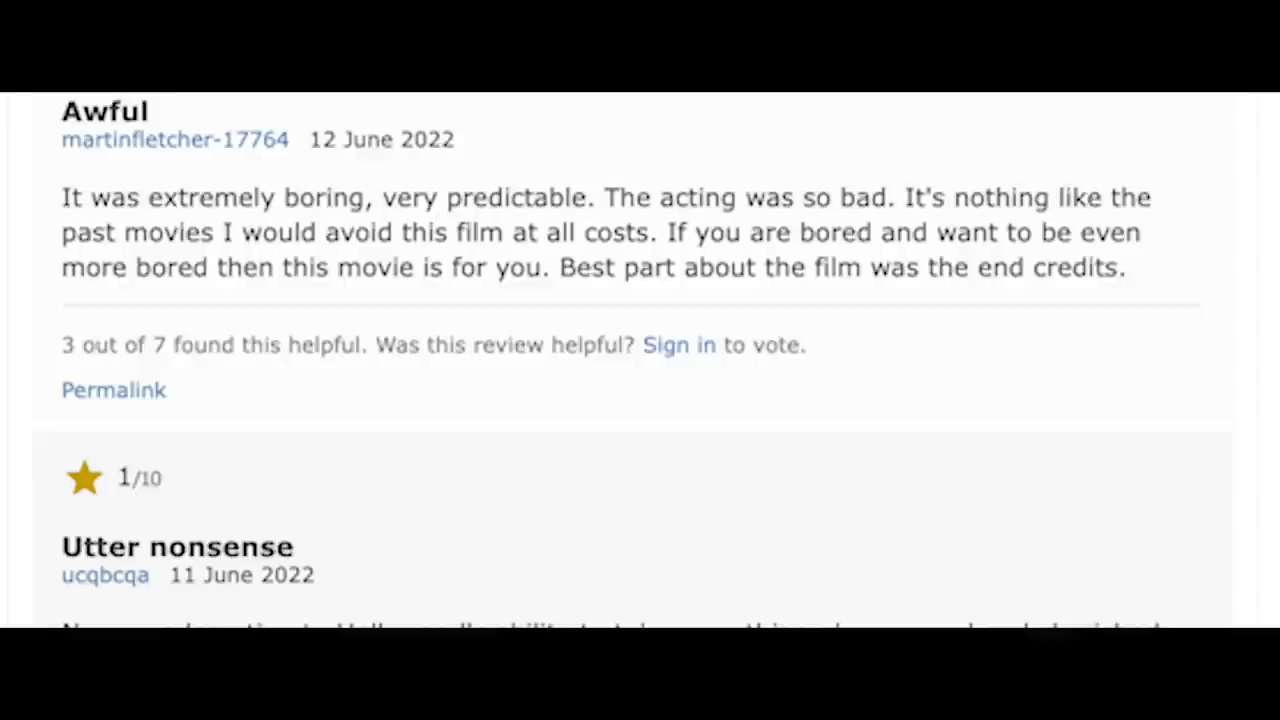 Awful
martinfletcher-17764 12 June 2022
It was extremely boring, very predictable. The acting was so bad. It's nothing like the
past movies I would avoid this film at all costs. If you are bored and want to be even
more bored then this movie is for you. Best part about the film was the end credits.
3 out of 7 found this helpful. Was this review helpful? Sign in to vote.
Permalink
1/10
Utter nonsense
ucqbcqa 11 June 2022